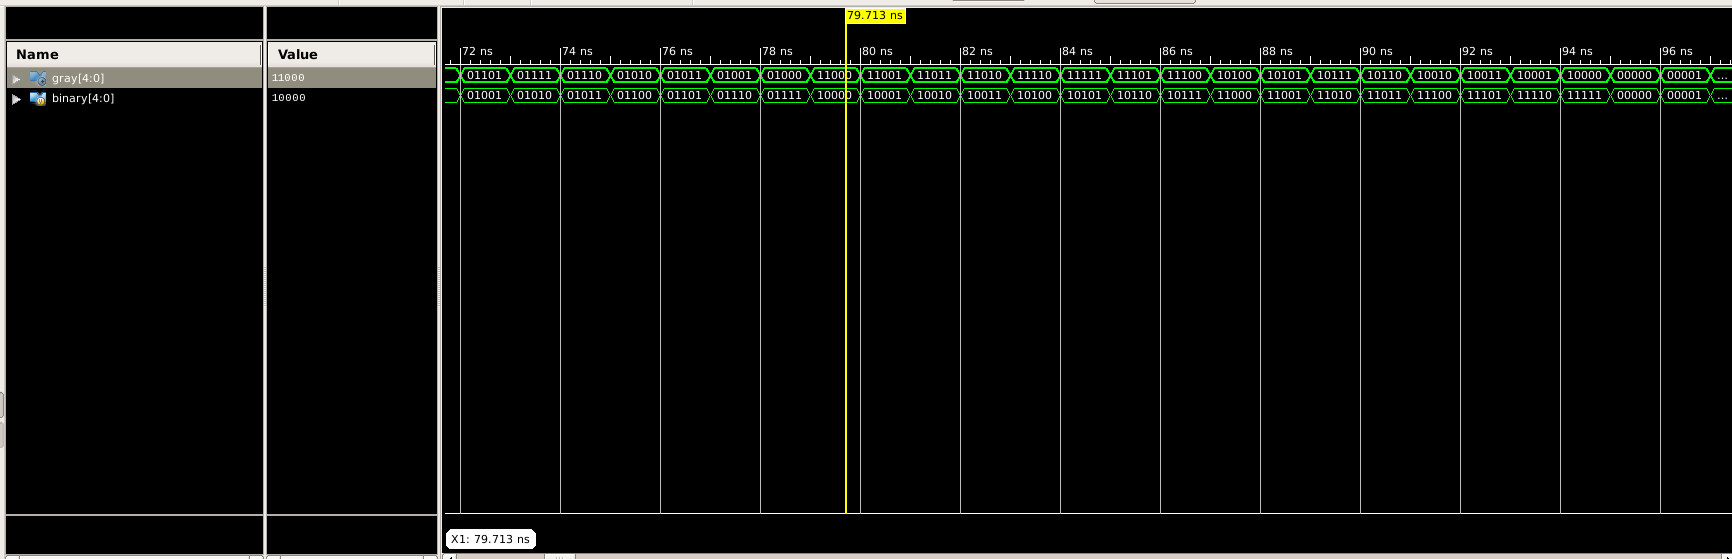 79.713 ns
Name Value 72 ns 74 ns 76 ns 78 ns 80 ns 82 ns 84 ns 86 ns 88 ns 90 ns 92 ns 94 ns 96 ns
gray[4:0] 11000 01101 01111 01110 01010 01011 01001 01000 11000 11001 11011 11010 11110 11111 11101 11100 10100 10101 10111 10110 10010 10011 10001 10000 00000 00001 ...
binary[4:0] 10000 01001 01010 01011 01100 01101 01110 01111 10000 10001 10010 10011 10100 10101 10110 10111 11000 11001 11010 11011 11100 11101 11110 11111 00000 00001 ...
X1: 79.713 ns